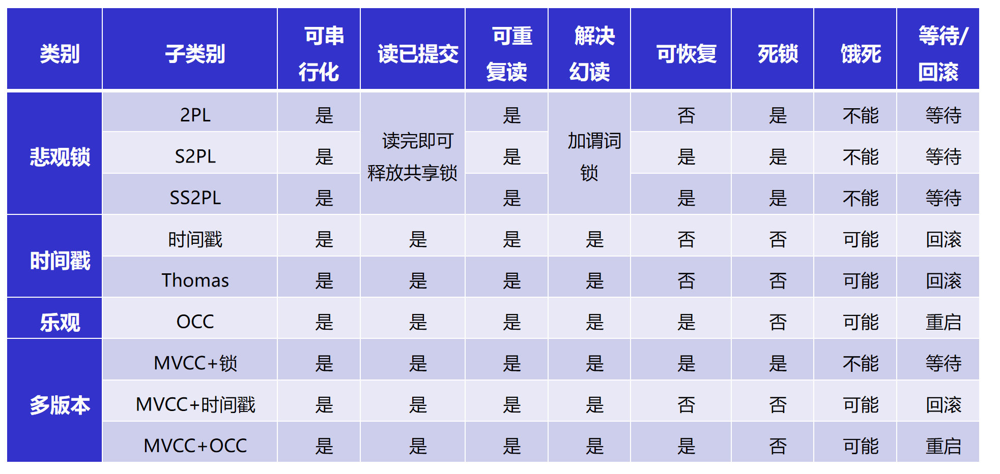 类别 子类别 可串行化 读已提交 可重复读 解决幻读 可恢复 死锁 饿死 等待/回滚
悲观锁 2PL 是 读完即可释放共享锁 是 加谓词锁 否 是 不能 等待
S2PL 是 是 是 是 不能 等待
SS2PL 是 是 是 是 不能 等待
时间戳 时间戳 是 是 是 是 否 否 可能 回滚
Thomas 是 是 是 是 否 否 可能 回滚
乐观 OCC 是 是 是 是 是 否 可能 重启
多版本 MVCC+锁 是 是 是 是 是 是 不能 等待
MVCC+时间戳 是 是 是 是 否 否 可能 回滚
MVCC+OCC 是 是 是 是 是 否 可能 重启